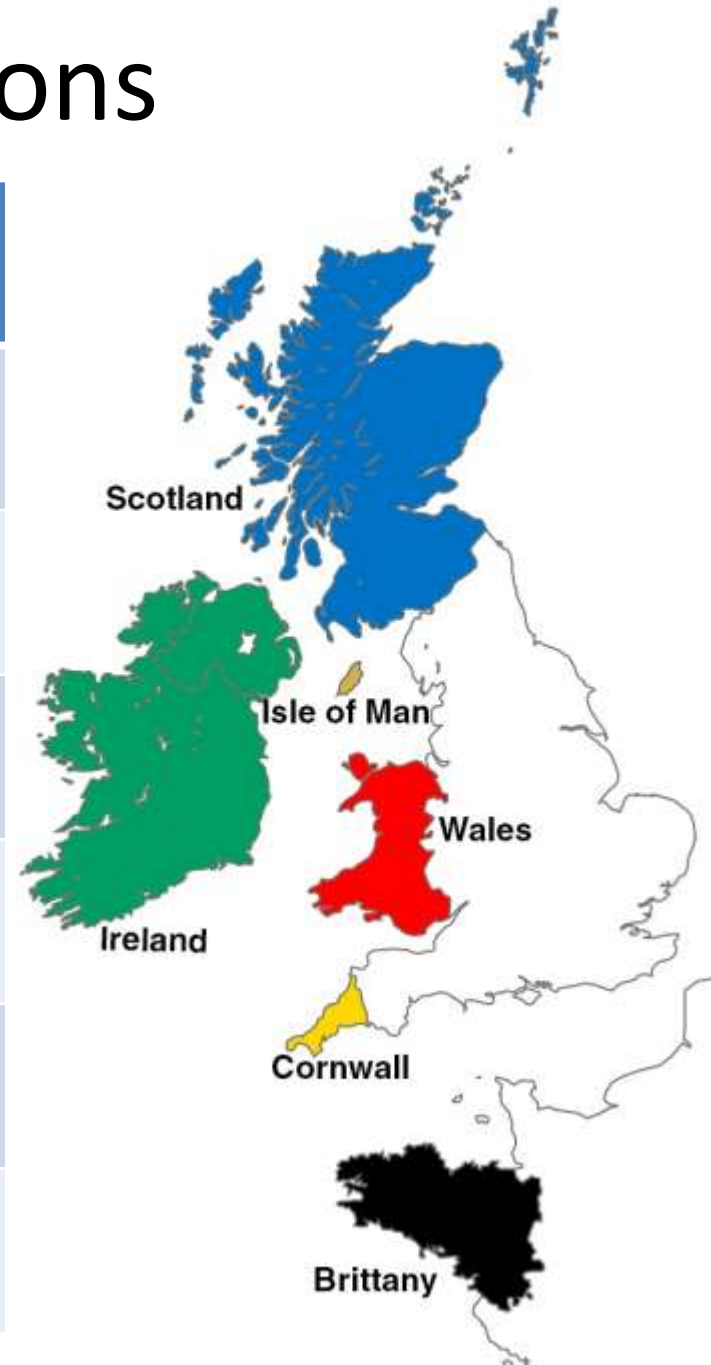 ons
Scotland
Isle of Man
Wales
Ireland
Cornwall
Brittany